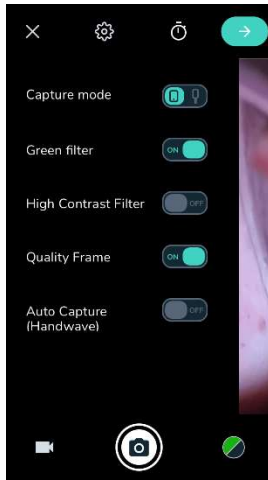 Capture mode
Green filter
ON
High Contrast Filter
OFF
Quality Frame
ON
Auto Capture
OFF
(Handwave)